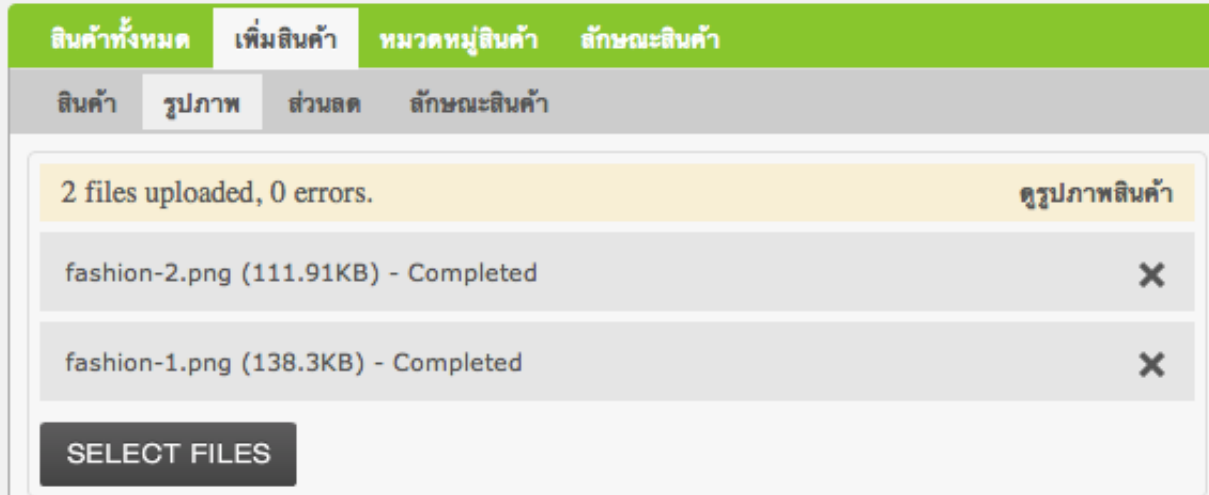 สินค้าทั้งหมด เพิ่มสินค้า หมวดหมู่สินค้า ลักษณะสินค้า
สินค้า รูปภาพ ส่วนลด ลักษณะสินค้า
2 files uploaded, 0 errors. ดูรูปภาพสินค้า
fashion-2.png (111.91KB) - Completed
fashion-1.png (138.3KB) - Completed
SELECT FILES